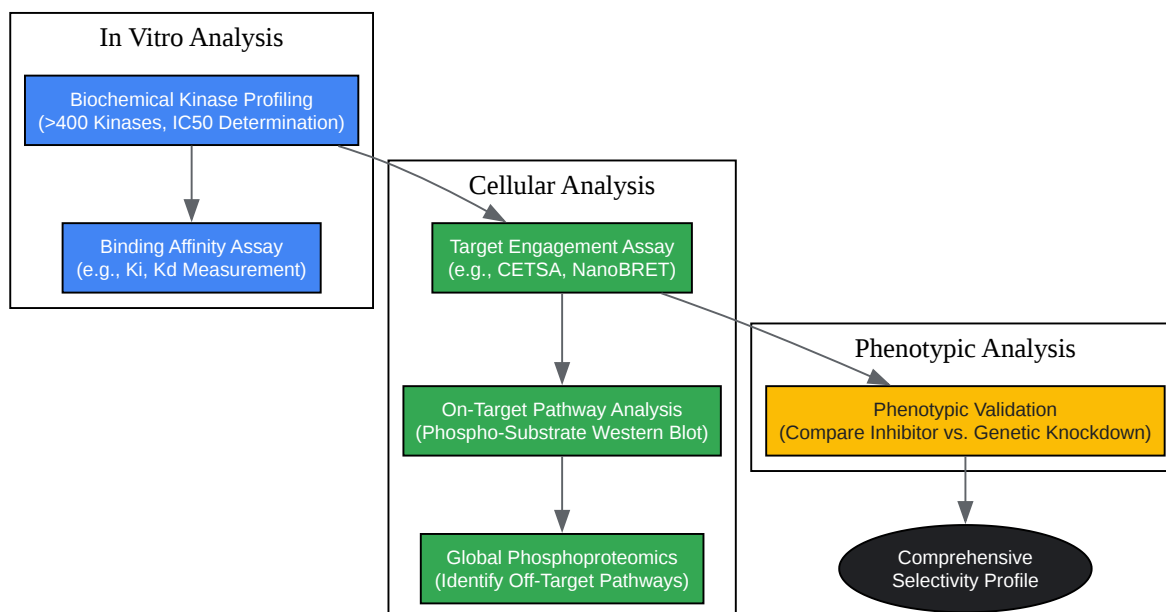 In Vitro Analysis
Biochemical Kinase Profiling
(>400 Kinases, IC50 Determination)
Binding Affinity Assay
(e.g., Ki, Kd Measurement)
Cellular Analysis
Target Engagement Assay
(e.g., CETSA, NanoBRET)
On-Target Pathway Analysis
(Phospho-Substrate Western Blot)
Global Phosphoproteomics
(Identify Off-Target Pathways)
Phenotypic Analysis
Phenotypic Validation
(Compare Inhibitor vs. Genetic Knockdown)
Comprehensive
Selectivity Profile